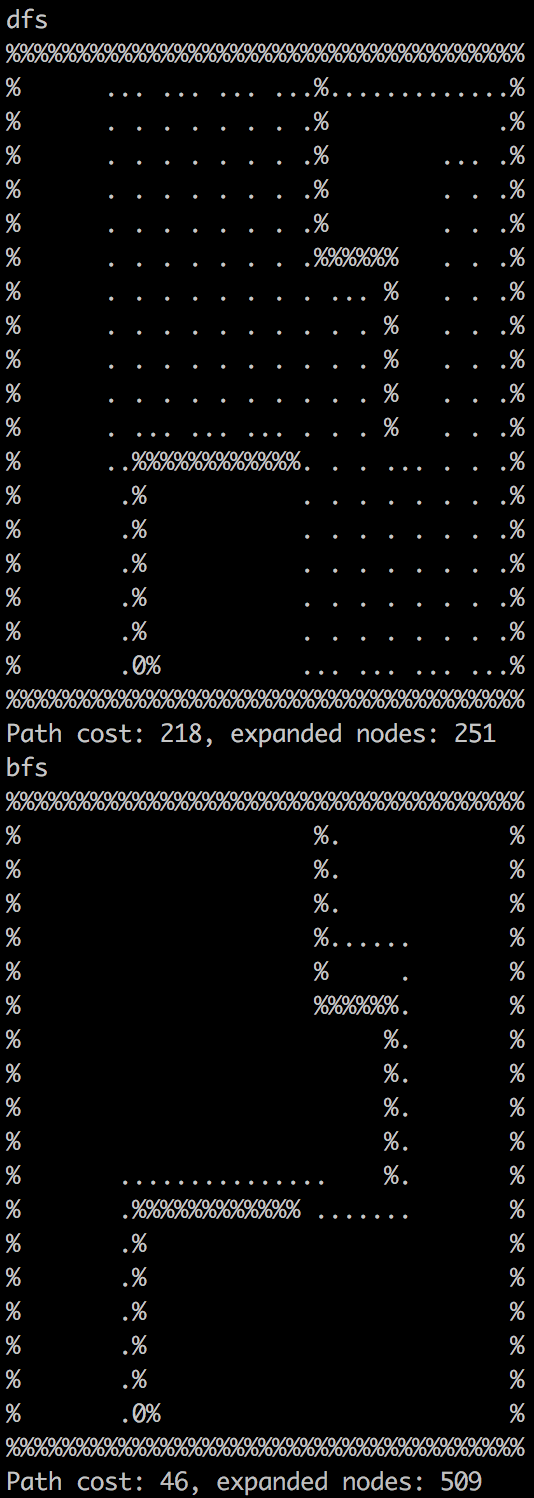 dfs
%%%%%%%%%%%%%%%%%%%%%%%%%%%%%%%%%%%%%
%      ... ... ... ...%.............%
%      . . . . . . . .%            .%
%      . . . . . . . .%        ... .%
%      . . . . . . . .%        . . .%
%      . . . . . . . .%        . . .%
%      . . . . . . . .%%%%%%   . . .%
%      . . . . . . . . ... %   . . .%
%      . . . . . . . . . . %   . . .%
%      . . . . . . . . . . %   . . .%
%      . . . . . . . . . . %   . . .%
%      . ... ... ... . . . %   . . .%
%      ..%%%%%%%%%%%%. . . ... . . .%
%       .%           . . . . . . . .%
%       .%           . . . . . . . .%
%       .%           . . . . . . . .%
%       .%           . . . . . . . .%
%       .%           . . . . . . . .%
%       .0%          ... ... ... ...%
%%%%%%%%%%%%%%%%%%%%%%%%%%%%%%%%%%%%%
Path cost: 218, expanded nodes: 251
bfs
%%%%%%%%%%%%%%%%%%%%%%%%%%%%%%%%%%%%%
%                     %.            %
%                     %.            %
%                     %.            %
%                     %......       %
%                     %     .       %
%                     %%%%%%.       %
%                          %.       %
%                          %.       %
%                          %.       %
%                          %.       %
%       ...............    %.       %
%       .%%%%%%%%%%%% .......       %
%       .%                          %
%       .%                          %
%       .%                          %
%       .%                          %
%       .%                          %
%       .0%                         %
%%%%%%%%%%%%%%%%%%%%%%%%%%%%%%%%%%%%%
Path cost: 46, expanded nodes: 509